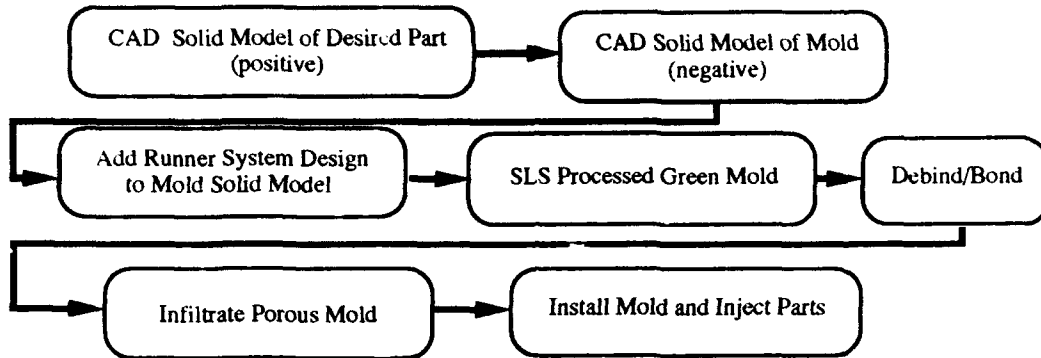 CAD Solid Model of Desired Part
(positive)
CAD Solid Model of Mold
(negative)
Add Runner System Design
to Mold Solid Model
SLS Processed Green Mold
Debind/Bond
Infiltrate Porous Mold
Install Mold and Inject Parts